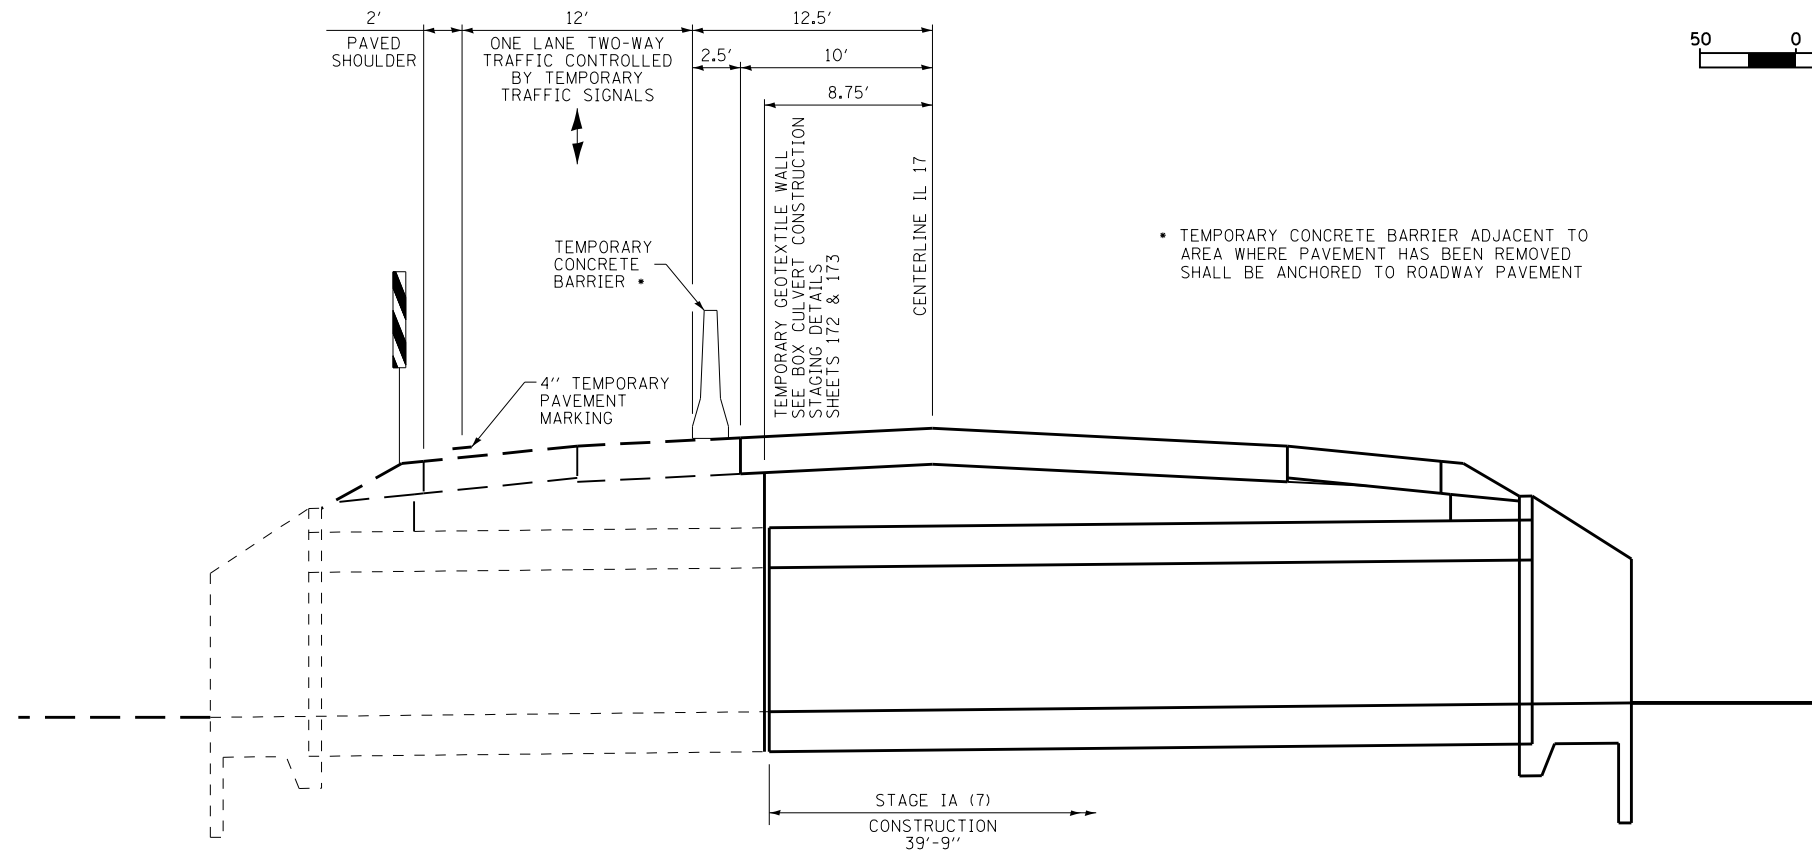 2'
PAVED
SHOULDER
12'
ONE LANE TWO-WAY
TRAFFIC CONTROLLED
BY TEMPORARY
TRAFFIC SIGNALS
12.5'
2.5'
10'
8.75'
50
0
TEMPORARY GEOTEXTILE WALL
SEE BOX CULVERT CONSTRUCTION
STAGING DETAILS
SHEETS 172 & 173
CENTERLINE IL 17
TEMPORARY
CONCRETE
BARRIER *
* TEMPORARY CONCRETE BARRIER ADJACENT TO
AREA WHERE PAVEMENT HAS BEEN REMOVED
SHALL BE ANCHORED TO ROADWAY PAVEMENT
4'' TEMPORARY
PAVEMENT
MARKING
STAGE IA (7)
CONSTRUCTION
39'-9''